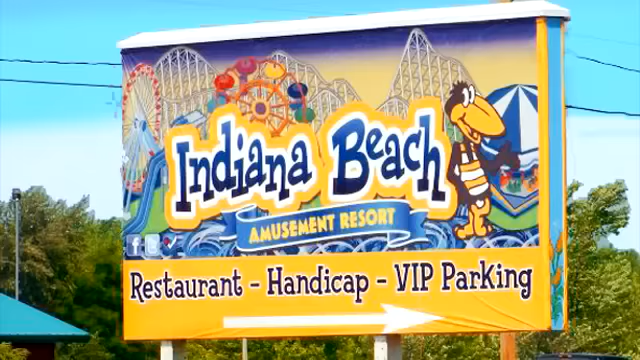 Indiana Beach
AMUSEMENT RESORT
Restaurant - Handicap - VIP Parking